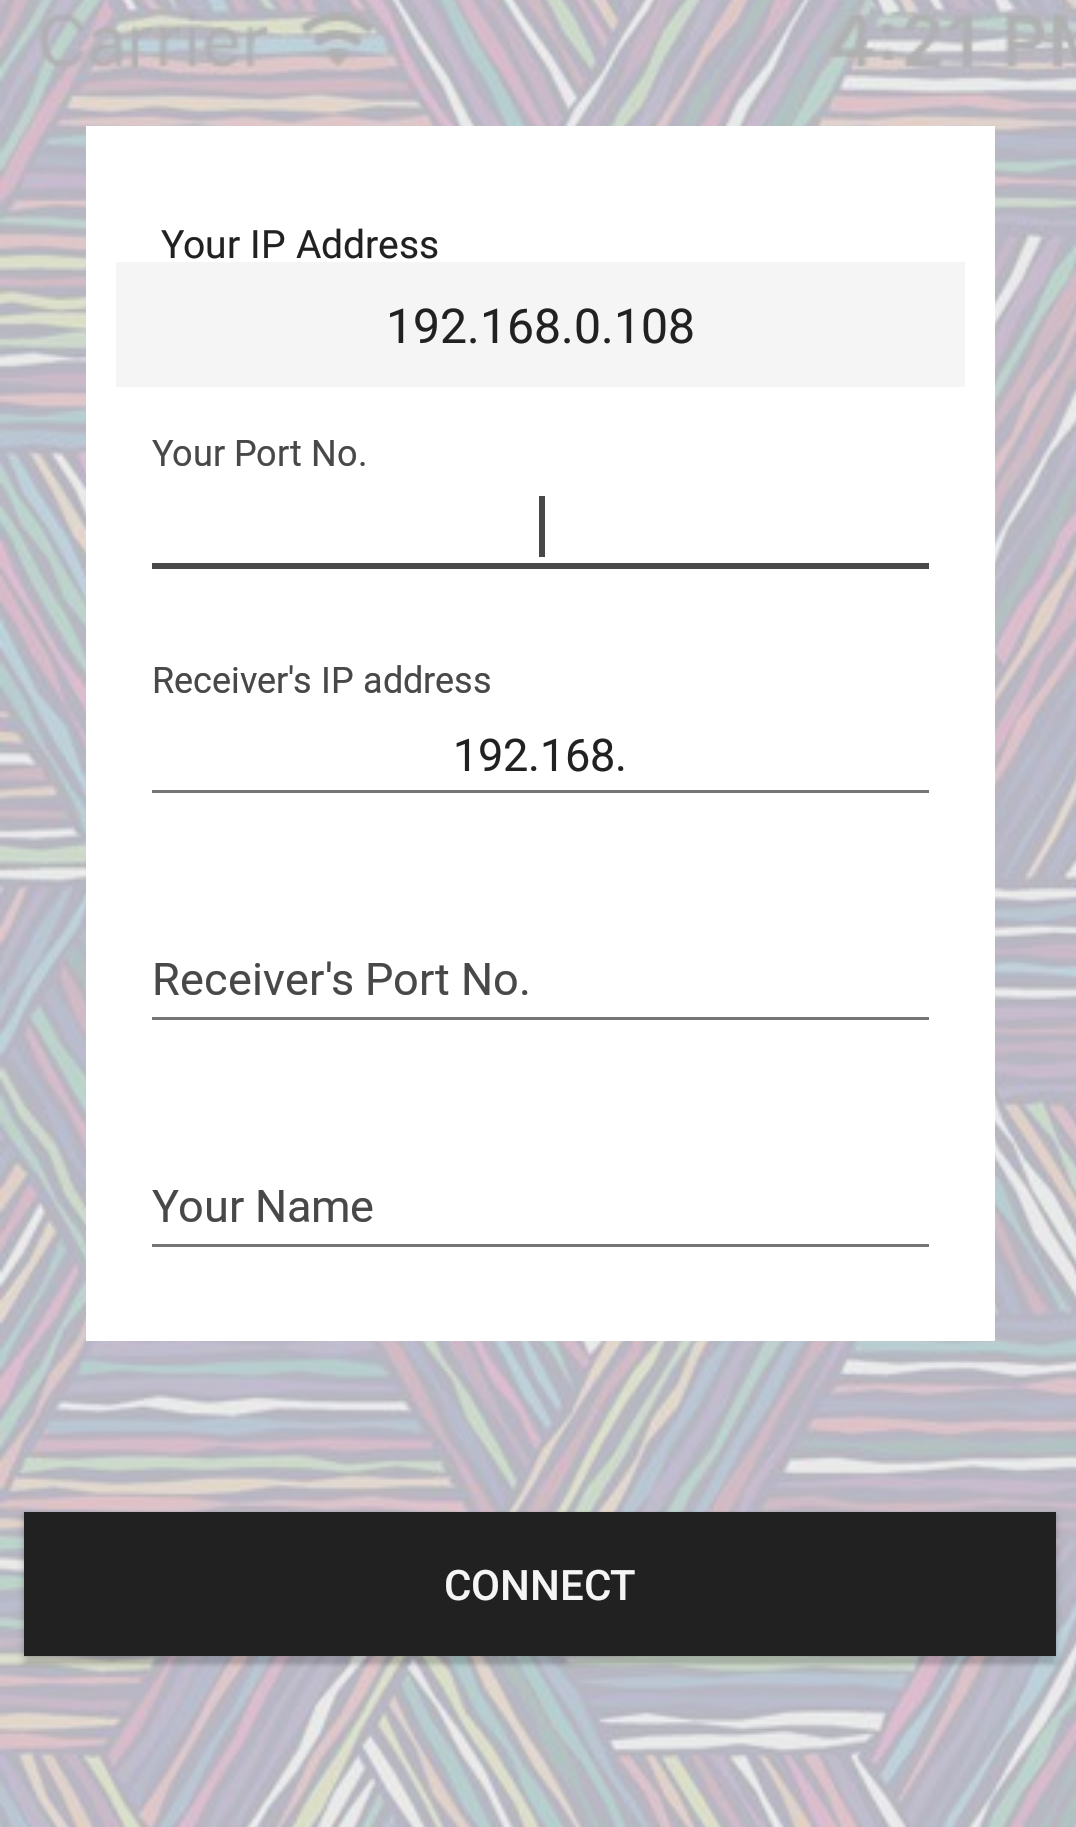 Carrier 4:21 PM
Your IP Address
192.168.0.108
Your Port No.
Receiver's IP address
192.168.
Receiver's Port No.
Your Name
CONNECT